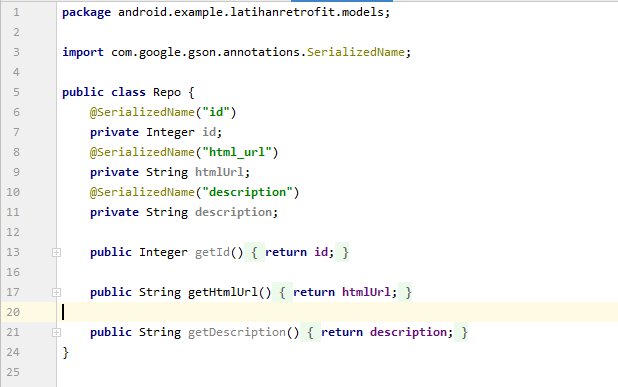 1 package android.example.latihanretrofit.models;
2
3 import com.google.gson.annotations.SerializedName;
4
5 public class Repo {
6 @SerializedName("id")
7 private Integer id;
8 @SerializedName("html_url")
9 private String htmlUrl;
10 @SerializedName("description")
11 private String description;
12
13 public Integer getId() { return id; }
16
17 public String getHtmlUrl() { return htmlUrl; }
20
21 public String getDescription() { return description; }
24 }
25